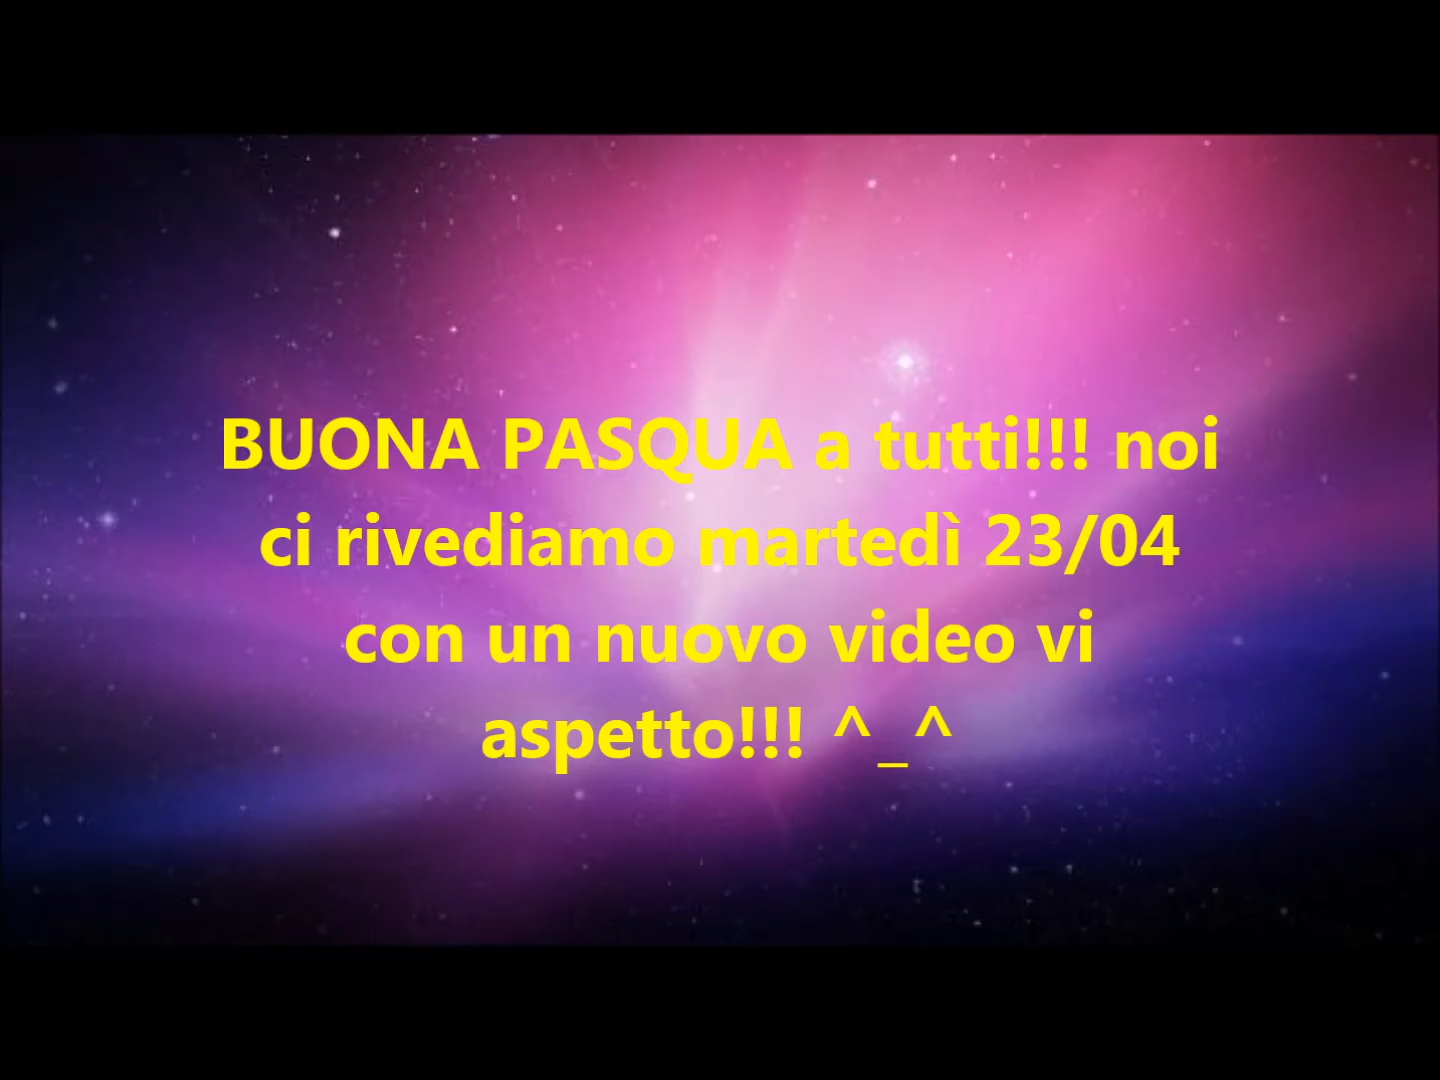 BUONA PASQUA a tutti!!! noi
ci rivediamo martedì 23/04
con un nuovo video vi
aspetto!!! ^_^